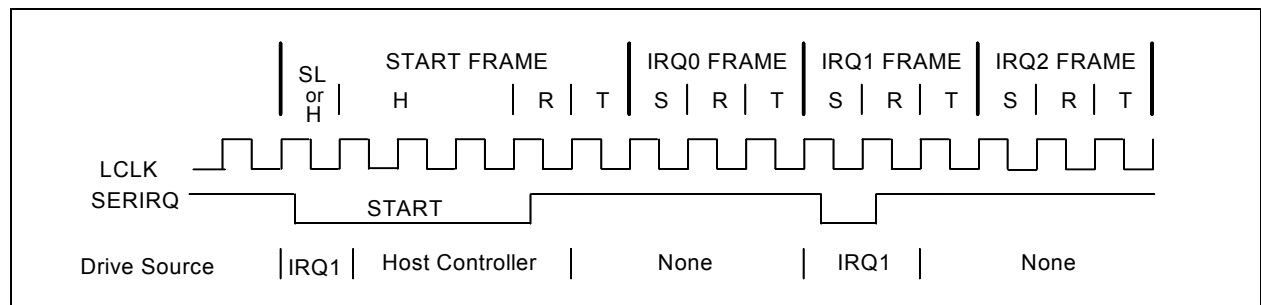 START FRAME IRQ0 FRAME IRQ1 FRAME IRQ2 FRAME
SL
or
H
H R T S R T S R T S R T
LCLK
SERIRQ START
Drive Source IRQ1 Host Controller None IRQ1 None